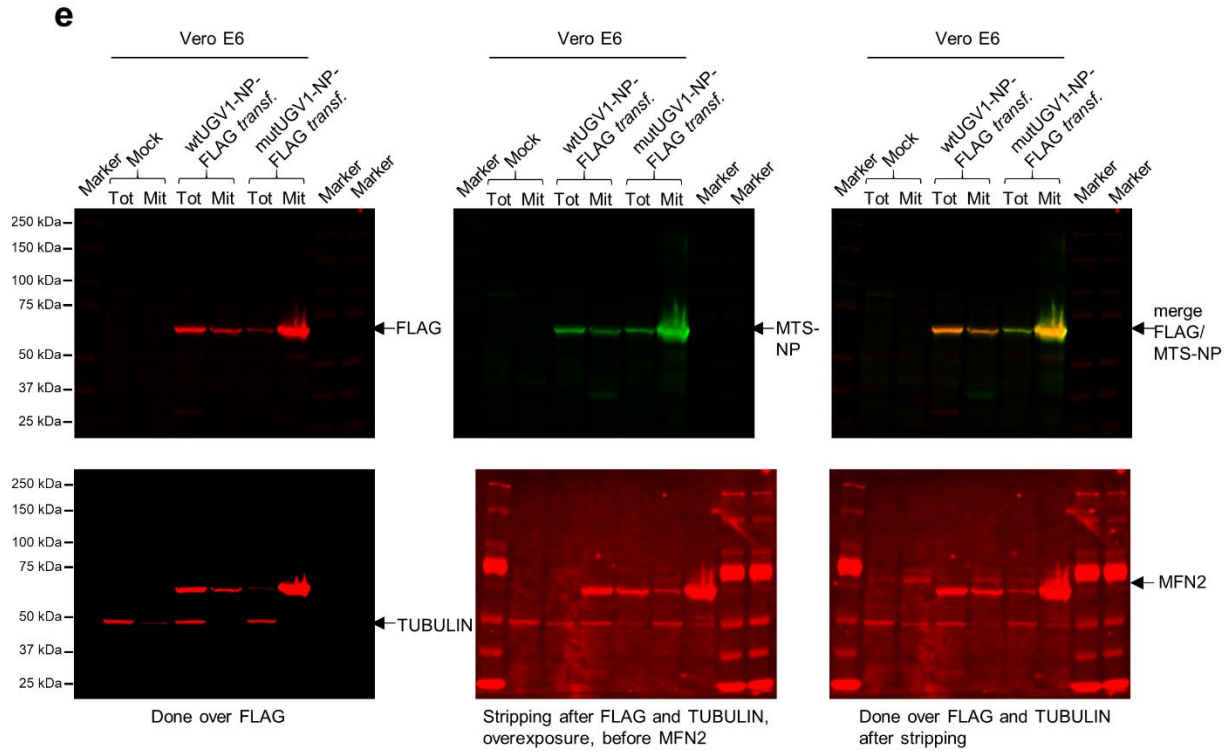 e
Vero E6
Vero E6
Vero E6
Marker
Mock
wtUGV1-NP-
FLAG transf.
mutUGV1-NP-
FLAG transf.
Marker
Marker
Marker
Mock
wtUGV1-NP-
FLAG transf.
mutUGV1-NP-
FLAG transf.
Marker
Marker
Marker
Mock
wtUGV1-NP-
FLAG transf.
mutUGV1-NP-
FLAG transf.
Marker
Marker
Tot Mit Tot Mit Tot Mit
Tot Mit Tot Mit Tot Mit
Tot Mit Tot Mit Tot Mit
250 kDa
150 kDa
100 kDa
75 kDa
50 kDa
37 kDa
25 kDa
FLAG
MTS-
NP
merge
FLAG/
MTS-NP
250 kDa
150 kDa
100 kDa
75 kDa
50 kDa
37 kDa
25 kDa
TUBULIN
MFN2
Done over FLAG
Stripping after FLAG and TUBULIN,
overexposure, before MFN2
Done over FLAG and TUBULIN
after stripping